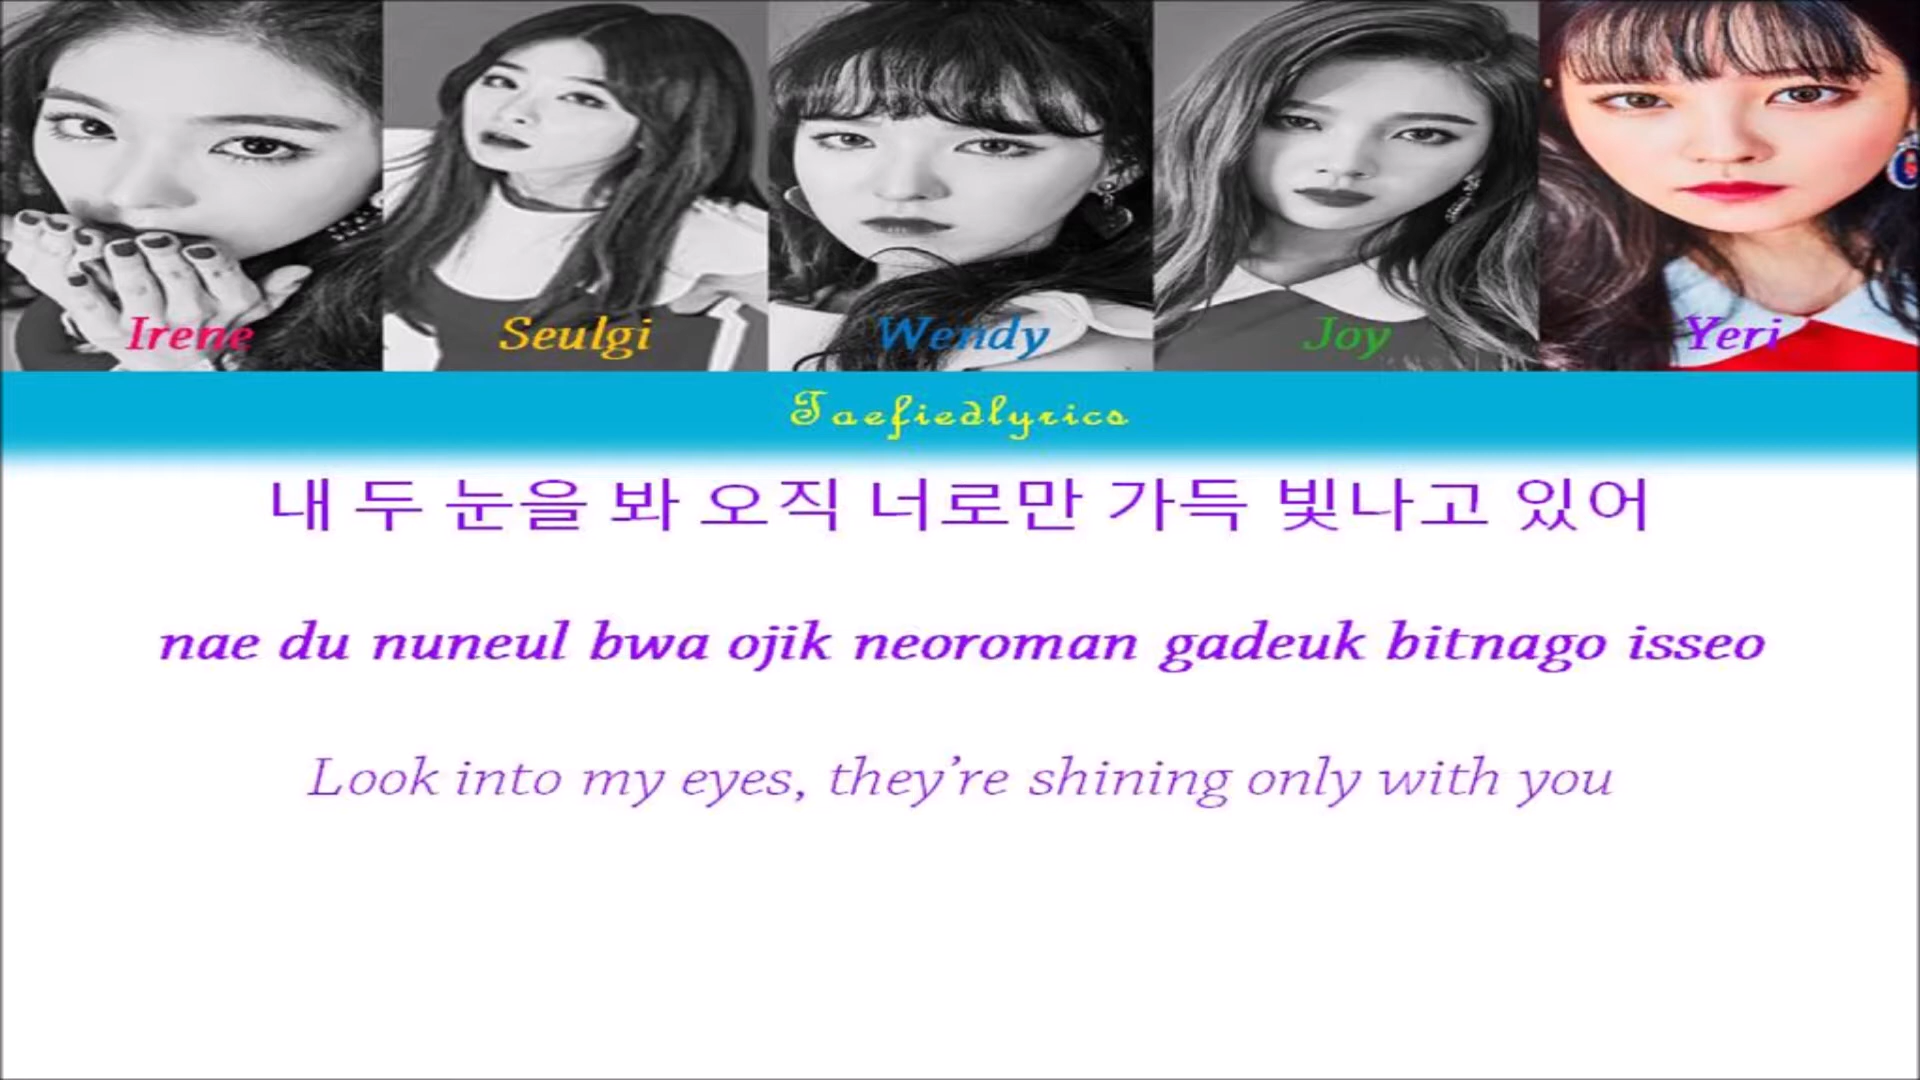 Irene Seulgi Wendy Joy Yeri
Taefiedlyrics
내 두 눈을 봐 오직 너로만 가득 빛나고 있어
nae du nuneul bwa ojik neoroman gadeuk bitnago isseo
Look into my eyes, they’re shining only with you